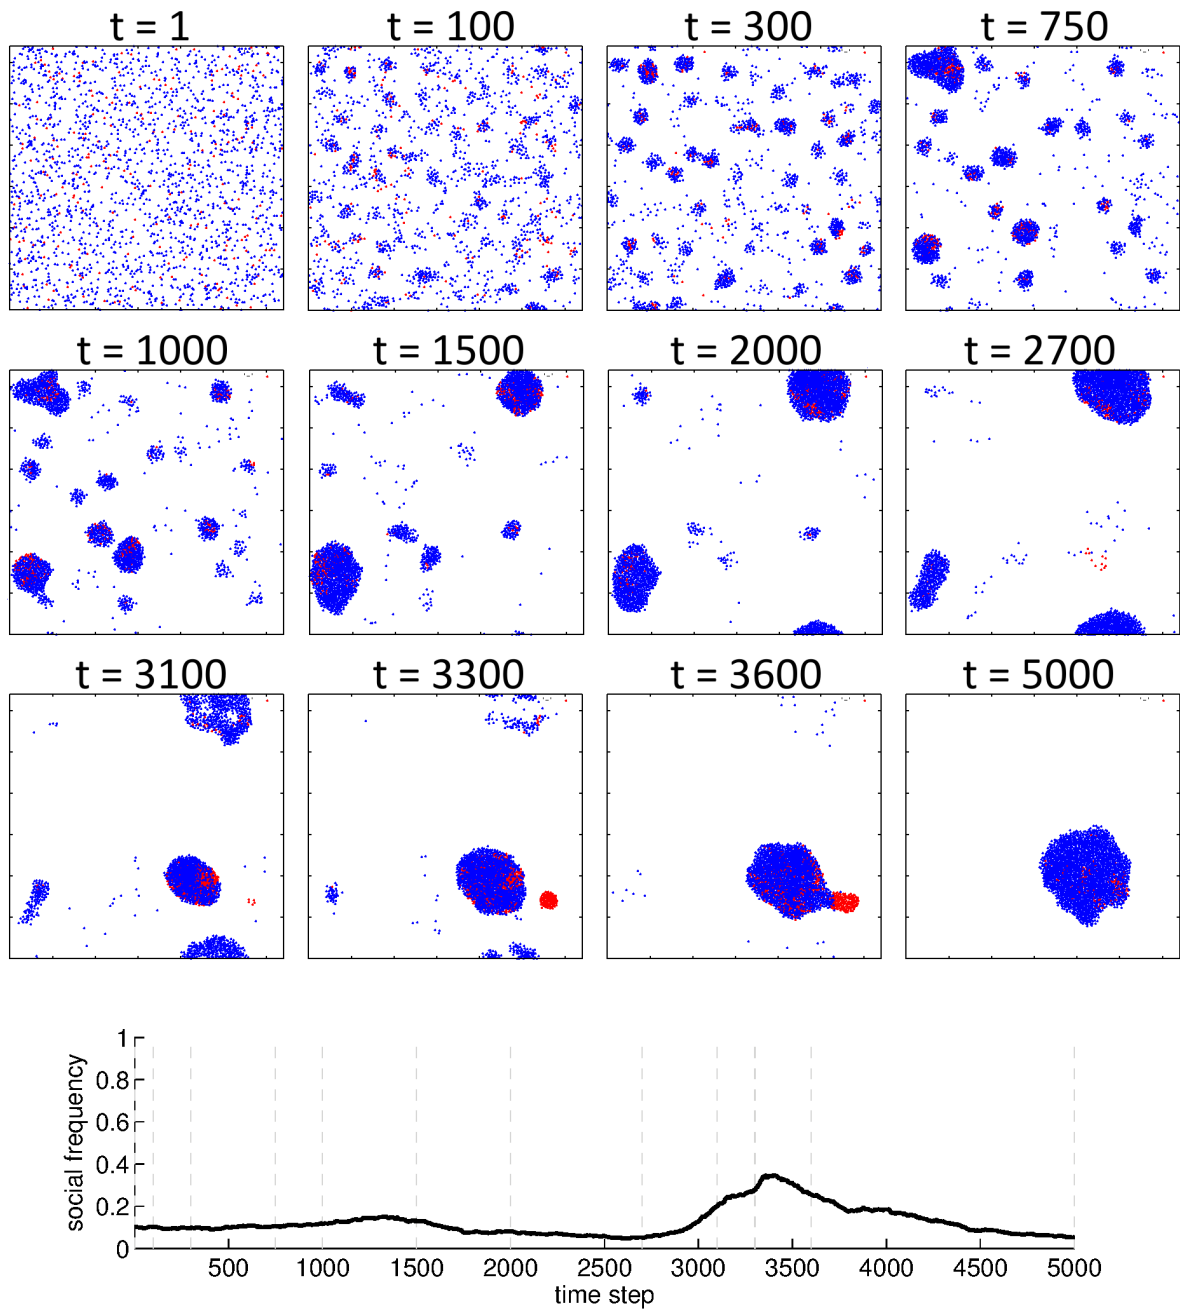 t = 1 t = 100 t = 300 t = 750
t = 1000 t = 1500 t = 2000 t = 2700
t = 3100 t = 3300 t = 3600 t = 5000
1
0.8
0.6
0.4
0.2
0
social frequency
500 1000 1500 2000 2500 3000 3500 4000 4500 5000
time step